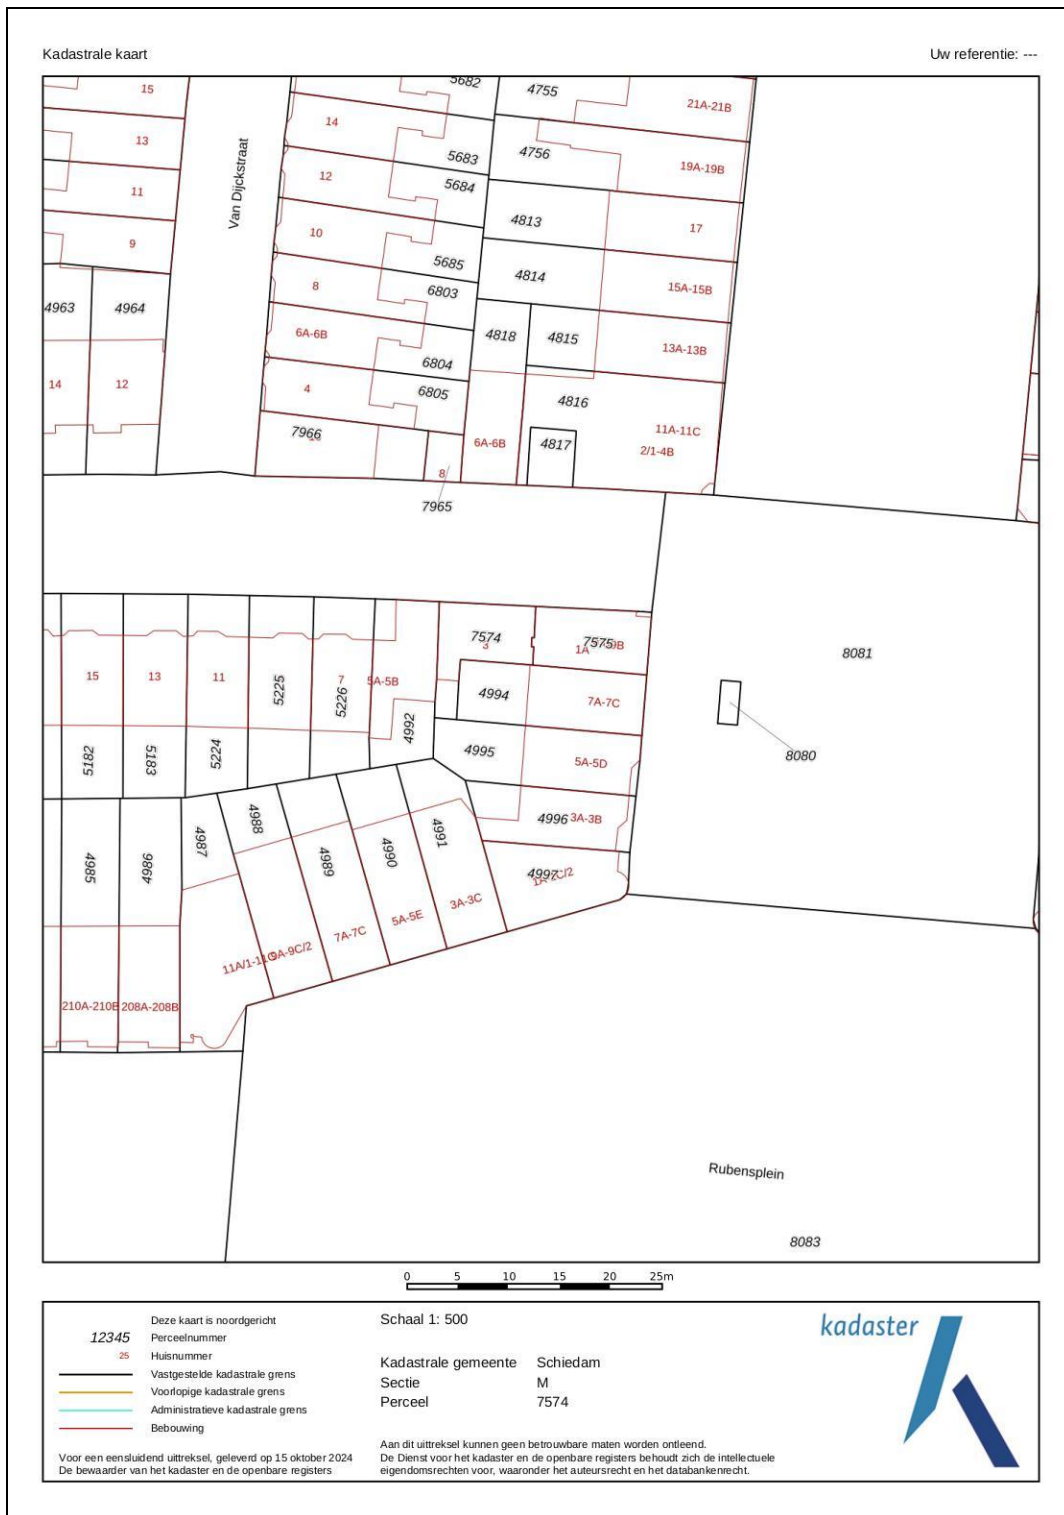 Kadastrale kaart
Uw referentie: ---
15
5682
4755
21A-21B
14
13
5683
4756
19A-19B
Van Dijckstraat
12
5684
11
4813
17
10
9
5685
4814
15A-15B
8
6803
4963
4964
6A-6B
4818
4815
13A-13B
6804
14
12
4
6805
4816
7966
11A-11C
6A-6B
4817
2/1-4B
8
7965
7574
3
7575
1A
9B
8081
15
13
11
5225
7
5226
5A-5B
4994
7A-7C
4992
5182
5183
5224
4995
5A-5D
8080
4988
4996
3A-3B
4987
4991
4985
4986
4989
4990
4997
3A-3C
5A-5E
7A-7C
9A-9C/2
210A-210B
208A-208B
Rubensplein
8083
0 5 10 15 20 25m
Deze kaart is noordgericht
12345 Perceelnummer
25 Huisnummer
Vastgestelde kadastrale grens
Voorlopige kadastrale grens
Administratieve kadastrale grens
Bebouwing
Voor een eensluidend uittreksel, geleverd op 15 oktober 2024
De bewaarder van het kadaster en de openbare registers
Schaal 1: 500
Kadastrale gemeente Schiedam
Sectie M
Perceel 7574
Aan dit uittreksel kunnen geen betrouwbare maten worden ontleend.
De Dienst voor het kadaster en de openbare registers behoudt zich de intellectuele
eigendomsrechten voor, waaronder het auteursrecht en het databankenrecht.
kadaster